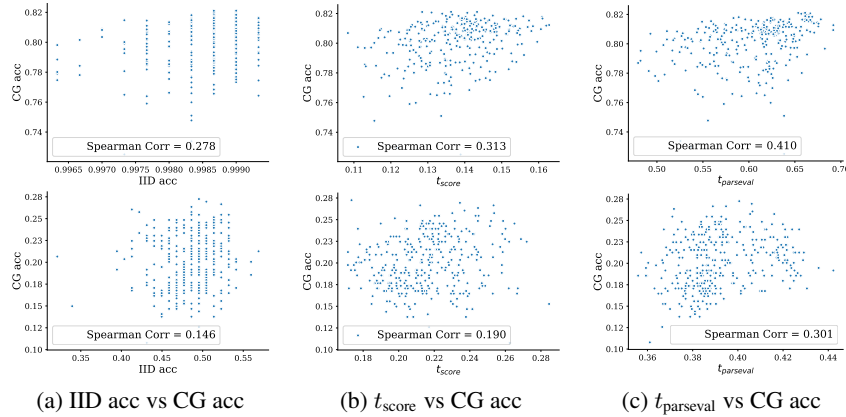 0.82
0.80
0.78
0.76
0.74
CG acc
Spearman Corr = 0.278
0.9965 0.9970 0.9975 0.9980 0.9985 0.9990
IID acc
0.82
0.80
0.78
0.76
0.74
CG acc
Spearman Corr = 0.313
0.11 0.12 0.13 0.14 0.15 0.16
t_score
0.82
0.80
0.78
0.76
0.74
CG acc
Spearman Corr = 0.410
0.50 0.55 0.60 0.65 0.70
t_parseval
0.28
0.25
0.23
0.20
0.17
0.15
0.12
0.10
CG acc
Spearman Corr = 0.146
0.35 0.40 0.45 0.50 0.55
IID acc
0.28
0.25
0.23
0.20
0.17
0.15
0.12
0.10
CG acc
Spearman Corr = 0.190
0.18 0.20 0.22 0.24 0.26 0.28
t_score
0.28
0.25
0.23
0.20
0.17
0.15
0.12
0.10
CG acc
Spearman Corr = 0.301
0.36 0.38 0.40 0.42 0.44
t_parseval
(a) IID acc vs CG acc
(b) t_score vs CG acc
(c) t_parseval vs CG acc